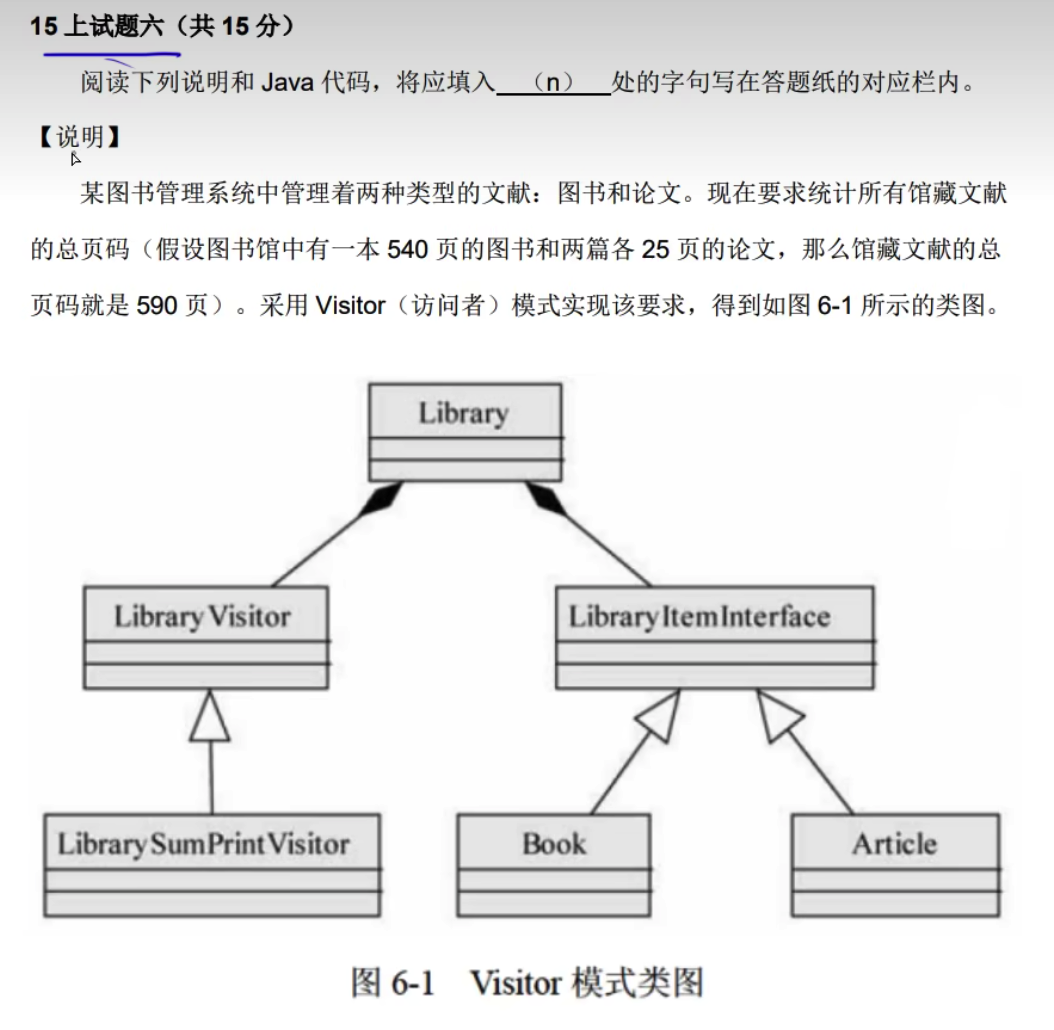 15 上试题六（共 15 分）
阅读下列说明和 Java 代码，将应填入 （n） 处的字句写在答题纸的对应栏内。
【说明】
某图书管理系统中管理着两种类型的文献：图书和论文。现在要求统计所有馆藏文献
的总页码（假设图书馆中有一本 540 页的图书和两篇各 25 页的论文，那么馆藏文献的总
页码就是 590 页）。采用 Visitor（访问者）模式实现该要求，得到如图 6-1 所示的类图。
Library
LibraryVisitor
LibraryItemInterface
LibrarySumPrintVisitor
Book
Article
图 6-1 Visitor 模式类图